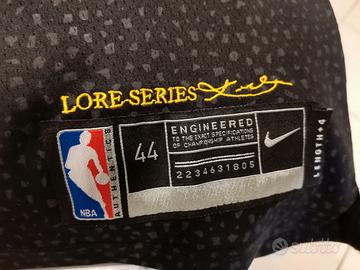 LORE SERIES
NBA
AUTHENTICS
44
ENGINEERED
TO THE EXACT SPECIFICATIONS
OF CHAMPIONSHIP ATHLETES
2234631805
LENGTH+4
Subito